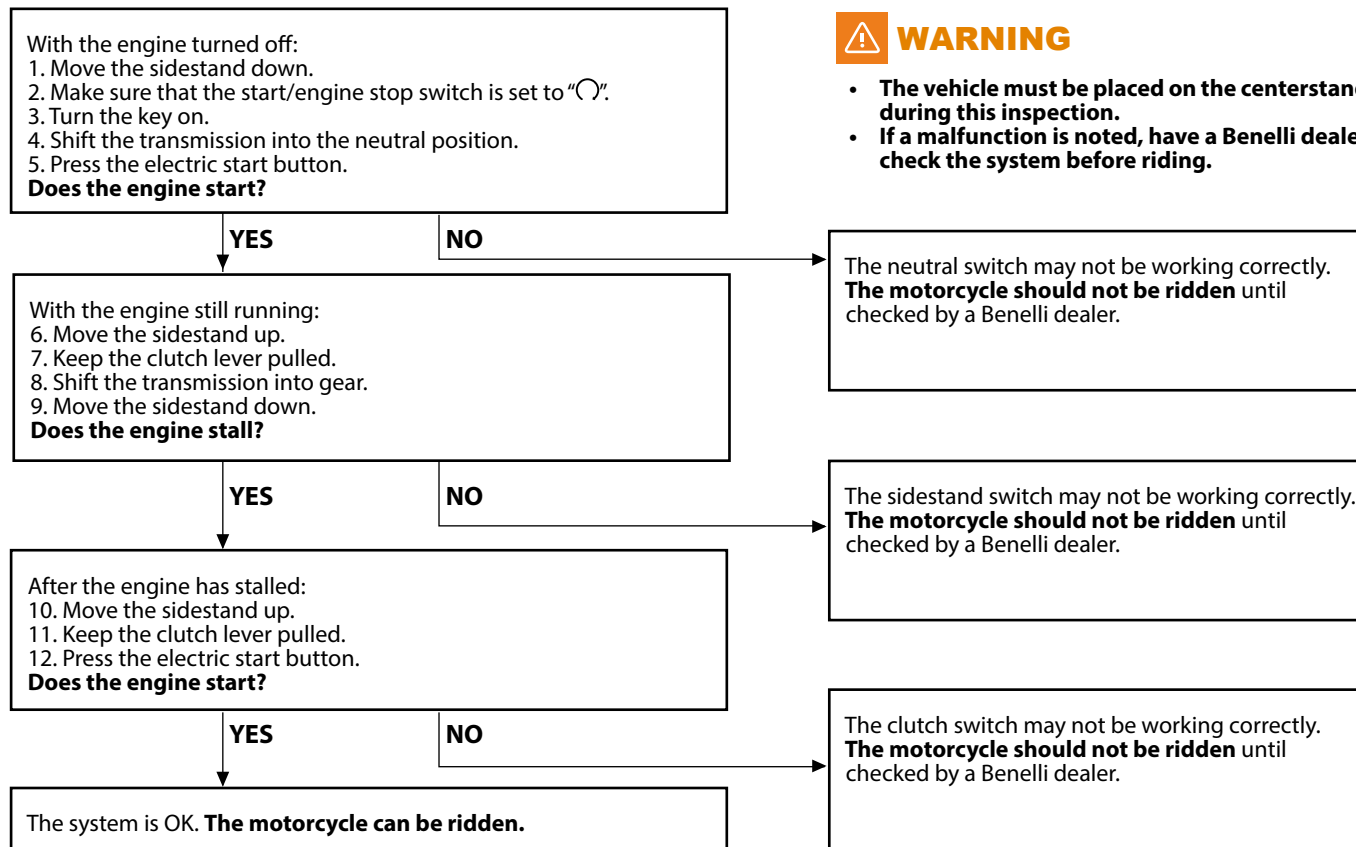 With the engine turned off:
1. Move the sidestand down.
2. Make sure that the start/engine stop switch is set to “ ”.
3. Turn the key on.
4. Shift the transmission into the neutral position.
5. Press the electric start button.
Does the engine start?
WARNING
• The vehicle must be placed on the centerstand
during this inspection.
• If a malfunction is noted, have a Benelli deale
check the system before riding.
YES
NO
The neutral switch may not be working correctly.
The motorcycle should not be ridden until
checked by a Benelli dealer.
With the engine still running:
6. Move the sidestand up.
7. Keep the clutch lever pulled.
8. Shift the transmission into gear.
9. Move the sidestand down.
Does the engine stall?
YES
NO
The sidestand switch may not be working correctly.
The motorcycle should not be ridden until
checked by a Benelli dealer.
After the engine has stalled:
10. Move the sidestand up.
11. Keep the clutch lever pulled.
12. Press the electric start button.
Does the engine start?
YES
NO
The clutch switch may not be working correctly.
The motorcycle should not be ridden until
checked by a Benelli dealer.
The system is OK. The motorcycle can be ridden.